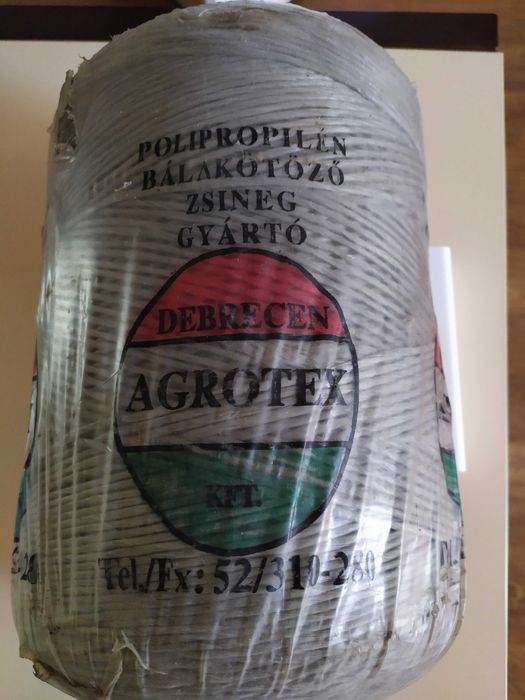 POLIPROPILÉN
BÁLAKÖTÖZŐ
ZSINEG
GYÁRTÓ
DEBRECEN
AGROTEX
KFT.
Tel./Fx: 52/310-280